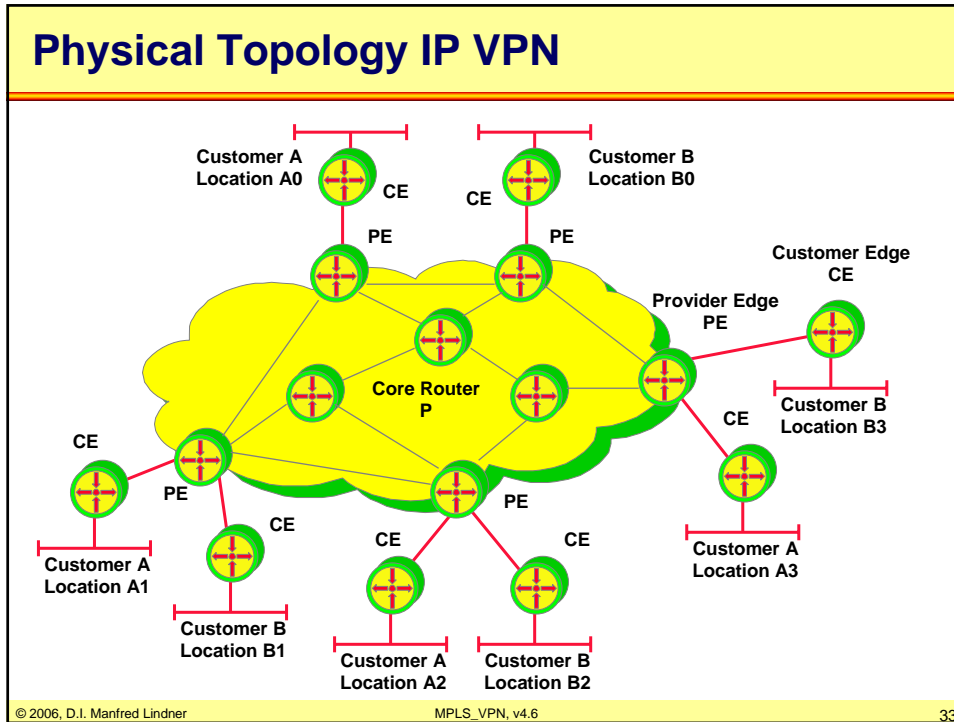 Physical Topology IP VPN
Customer A
Location A0
CE
PE
Customer B
Location B0
CE
PE
Customer Edge
CE
Provider Edge
PE
Core Router
P
Customer B
Location B3
CE
CE
PE
CE
PE
CE
CE
Customer A
Location A1
Customer B
Location B1
Customer A
Location A2
Customer B
Location B2
Customer A
Location A3
© 2006, D.I. Manfred Lindner
MPLS_VPN, v4.6
33